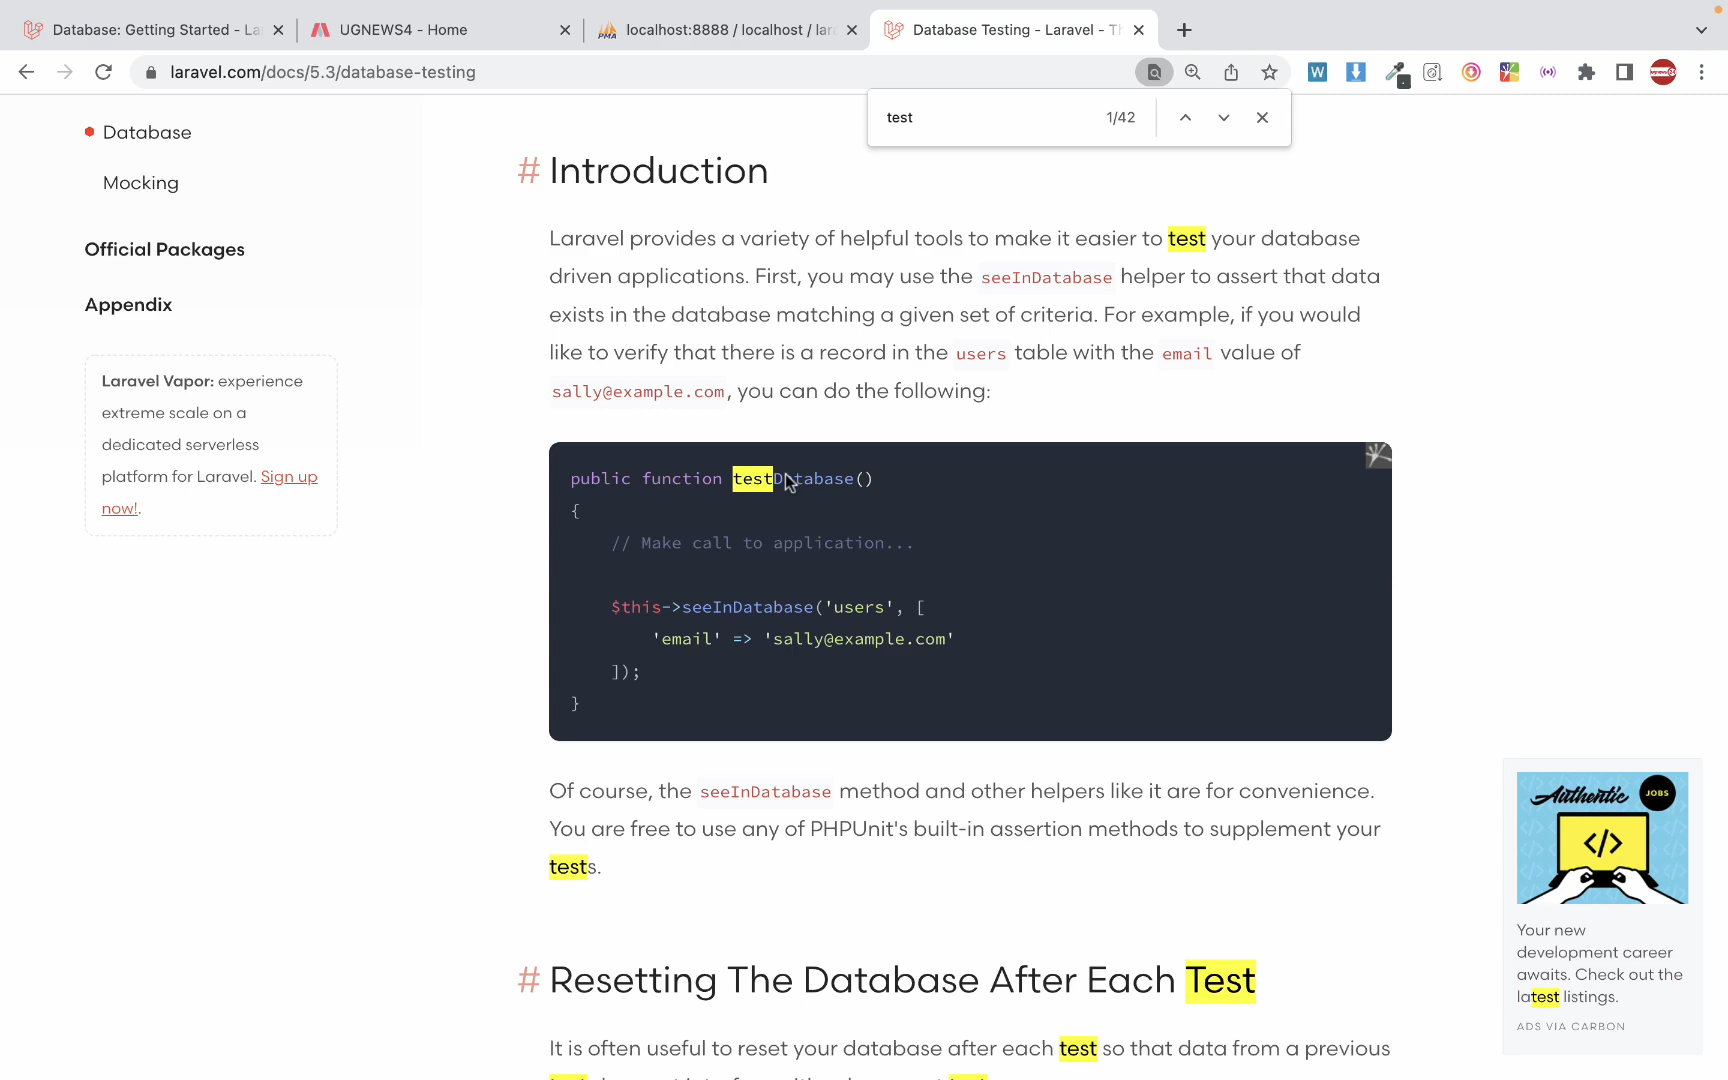 Database: Getting Started - La
UGNEWS4 - Home
localhost:8888 / localhost / lara
Database Testing - Laravel - Th
laravel.com/docs/5.3/database-testing
test
1/42
Database
Mocking
Official Packages
Appendix
Laravel Vapor: experience
extreme scale on a
dedicated serverless
platform for Laravel. Sign up
now!.
# Introduction
Laravel provides a variety of helpful tools to make it easier to test your database
driven applications. First, you may use the seeInDatabase helper to assert that data
exists in the database matching a given set of criteria. For example, if you would
like to verify that there is a record in the users table with the email value of
sally@example.com, you can do the following:
public function testDatabase()
{
// Make call to application...
$this->seeInDatabase('users', [
'email' => 'sally@example.com'
]);
}
Of course, the seeInDatabase method and other helpers like it are for convenience.
You are free to use any of PHPUnit's built-in assertion methods to supplement your
tests.
# Resetting The Database After Each Test
It is often useful to reset your database after each test so that data from a previous
Authentic JOBS
</>
Your new
development career
awaits. Check out the
latest listings.
ADS VIA CARBON